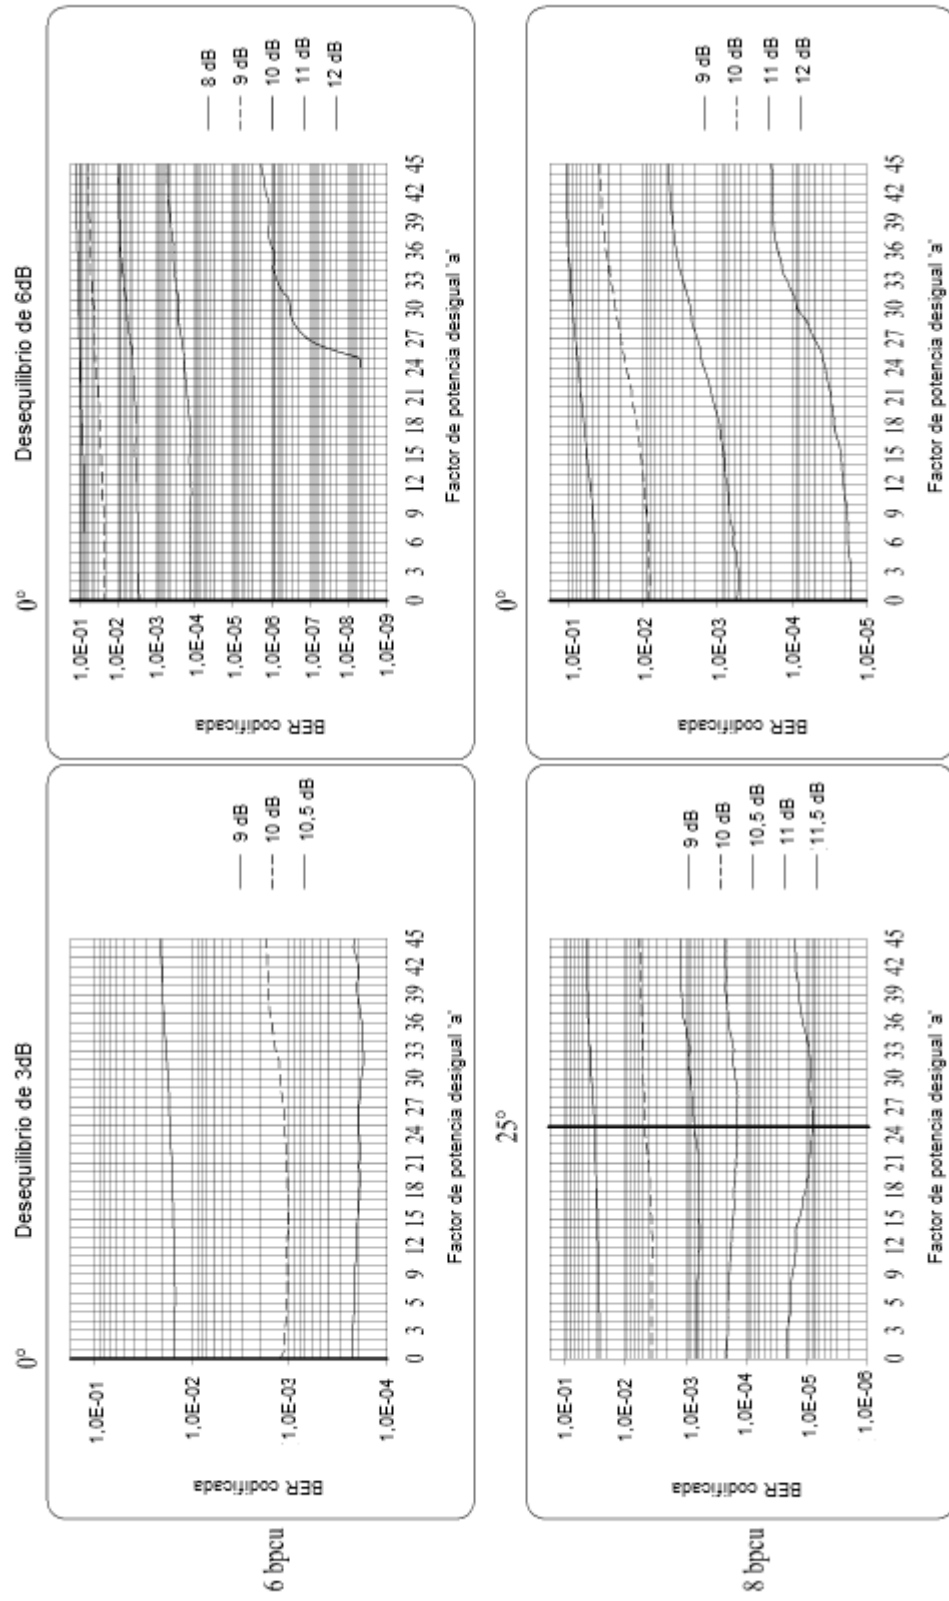 Desequilibrio de 3dB
Desequilibrio de 6dB
0°
0°
6 bpcu
BER codificada
1,0E-01
1,0E-02
1,0E-03
1,0E-04
0 3 5 9 12 15 18 21 24 27 30 33 36 39 42 45
Factor de potencia desigual "a"
9 dB
10 dB
10,5 dB
BER codificada
1,0E-01
1,0E-02
1,0E-03
1,0E-04
1,0E-05
1,0E-06
1,0E-07
1,0E-08
1,0E-09
0 3 6 9 12 15 18 21 24 27 30 33 36 39 42 45
Factor de potencia desigual "a"
8 dB
9 dB
10 dB
11 dB
12 dB
25°
0°
8 bpcu
BER codificada
1,0E-01
1,0E-02
1,0E-03
1,0E-04
1,0E-05
1,0E-06
0 3 5 9 12 15 18 21 24 27 30 33 36 39 42 45
Factor de potencia desigual "a"
9 dB
10 dB
10,5 dB
11 dB
11,5 dB
BER codificada
1,0E-01
1,0E-02
1,0E-03
1,0E-04
1,0E-05
0 3 6 9 12 15 18 21 24 27 30 33 36 39 42 45
Factor de potencia desigual "a"
9 dB
10 dB
11 dB
12 dB